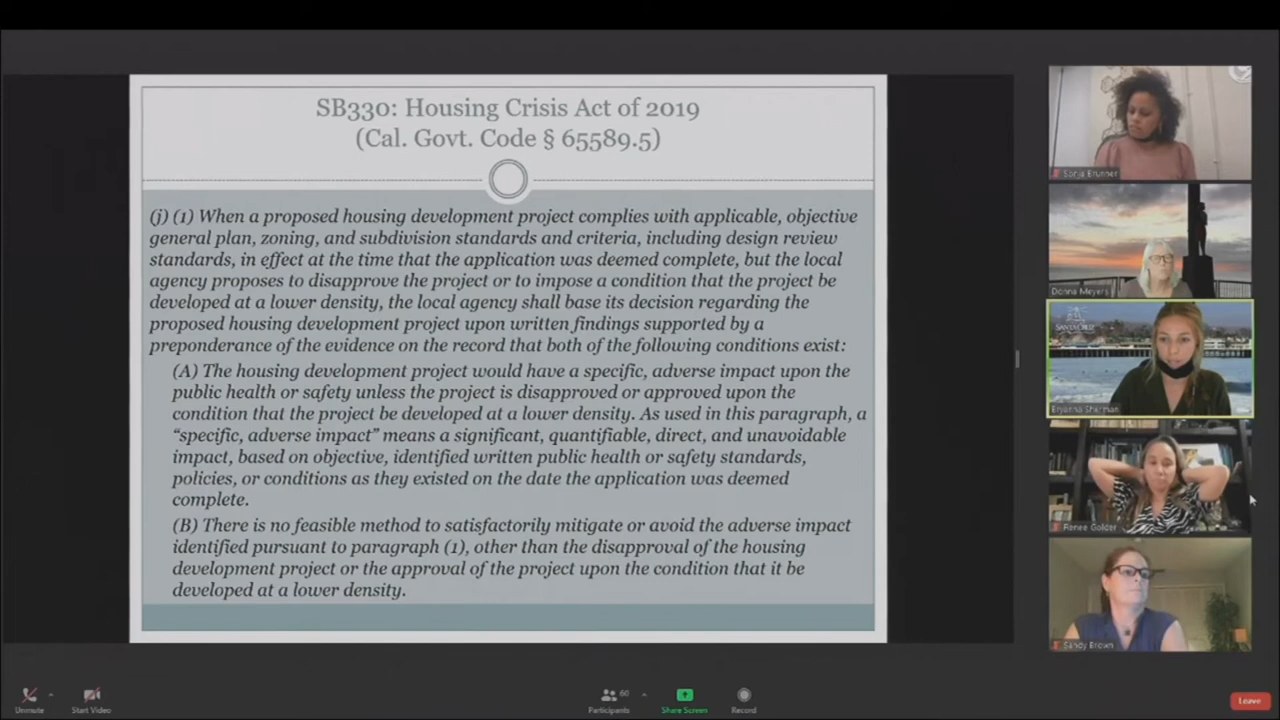 SB330: Housing Crisis Act of 2019
(Cal. Govt. Code § 65589.5)
(j) (1) When a proposed housing development project complies with applicable, objective
general plan, zoning, and subdivision standards and criteria, including design review
standards, in effect at the time that the application was deemed complete, but the local
agency proposes to disapprove the project or to impose a condition that the project be
developed at a lower density, the local agency shall base its decision regarding the
proposed housing development project upon written findings supported by a
preponderance of the evidence on the record that both of the following conditions exist:
(A) The housing development project would have a specific, adverse impact upon the
public health or safety unless the project is disapproved or approved upon the
condition that the project be developed at a lower density. As used in this paragraph, a
“specific, adverse impact” means a significant, quantifiable, direct, and unavoidable
impact, based on objective, identified written public health or safety standards,
policies, or conditions as they existed on the date the application was deemed
complete.
(B) There is no feasible method to satisfactorily mitigate or avoid the adverse impact
identified pursuant to paragraph (1), other than the disapproval of the housing
development project or the approval of the project upon the condition that it be
developed at a lower density.
Sonja Brunner
Donna Meyers
SANTA CRUZ
Bryanna Sherman
Renee Golder
Sandy Brown
Unmute
Start Video
Participants
60
Share Screen
Record
Leave